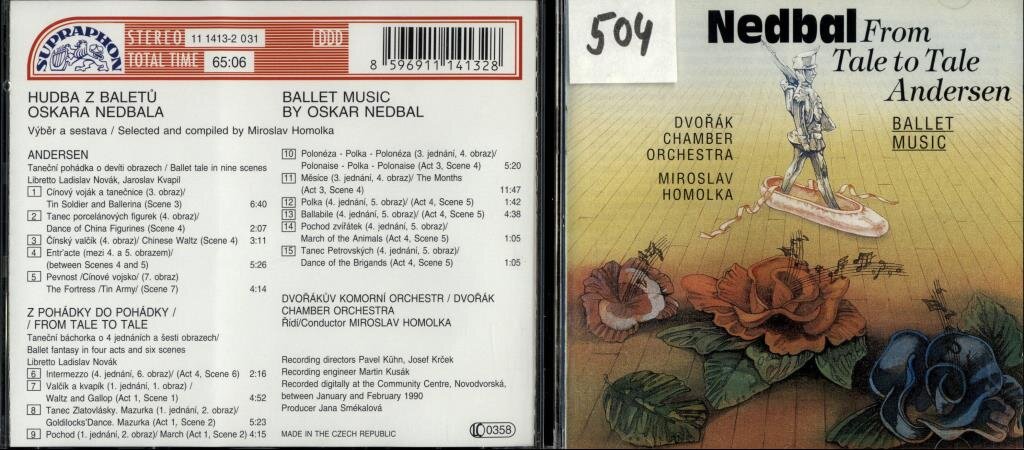 SUPRAPHON
STEREO 11 1413-2 031
DDD
TOTAL TIME 65:06
8 596911 141328
HUDBA Z BALETŮ
OSKARA NEDBALA
BALLET MUSIC
BY OSKAR NEDBAL
Výběr a sestava / Selected and compiled by Miroslav Homolka
ANDERSEN
Taneční pohádka o devíti obrazech / Ballet tale in nine scenes
Libretto Ladislav Novák, Jaroslav Kvapil
1 Cínový voják a tanečnice (3. obraz)/
Tin Soldier and Ballerina (Scene 3) 6:40
2 Tanec porcelánových figurek (4. obraz)/
Dance of China Figurines (Scene 4) 2:07
3 Čínský valčík (4. obraz)/ Chinese Waltz (Scene 4) 3:11
4 Entr'acte (mezi 4. a 5. obrazem)/
(between Scenes 4 and 5) 5:26
5 Pevnost /Cínové vojsko/ (7. obraz)
The Fortress /Tin Army/ (Scene 7) 4:14
Z POHÁDKY DO POHÁDKY /
/ FROM TALE TO TALE
Taneční báchorka o 4 jednáních a šesti obrazech/
Ballet fantasy in four acts and six scenes
Libretto Ladislav Novák
6 Intermezzo (4. jednání, 6. obraz)/ (Act 4, Scene 6) 2:16
7 Valčík a kvapík (1. jednání, 1. obraz) /
Waltz and Gallop (Act 1, Scene 1) 4:52
8 Tanec Zlatovlásky. Mazurka (1. jednání, 2. obraz)/
Goldilocks'Dance. Mazurka (Act 1, Scene 2) 5:23
9 Pochod (1. jednání, 2. obraz)/ March (Act 1, Scene 2) 4:15
10 Polonéza - Polka - Polonéza (3. jednání, 4. obraz)/
Polonaise - Polka - Polonaise (Act 3, Scene 4) 5:20
11 Měsíce (3. jednání, 4. obraz)/ The Months
(Act 3, Scene 4) 11:47
12 Polka (4. jednání, 5. obraz)/ (Act 4, Scene 5) 1:42
13 Ballabile (4. jednání, 5. obraz)/ (Act 4, Scene 5) 4:38
14 Pochod zvířátek (4. jednání, 5. obraz)/
March of the Animals (Act 4, Scene 5) 1:05
15 Tanec Petrovských (4. jednání, 5. obraz)/
Dance of the Brigands (Act 4, Scene 5) 1:05
DVOŘÁKŮV KOMORNÍ ORCHESTR / DVOŘÁK
CHAMBER ORCHESTRA
Řídí/Conductor MIROSLAV HOMOLKA
Recording directors Pavel Kühn, Josef Krček
Recording engineer Martin Kusák
Recorded digitally at the Community Centre, Novodvorská,
between January and February 1990
Producer Jana Smékalová
MADE IN THE CZECH REPUBLIC
LC 0358
504
Nedbal From
Tale to Tale
Andersen
BALLET
MUSIC
DVOŘÁK
CHAMBER
ORCHESTRA
MIROSLAV
HOMOLKA